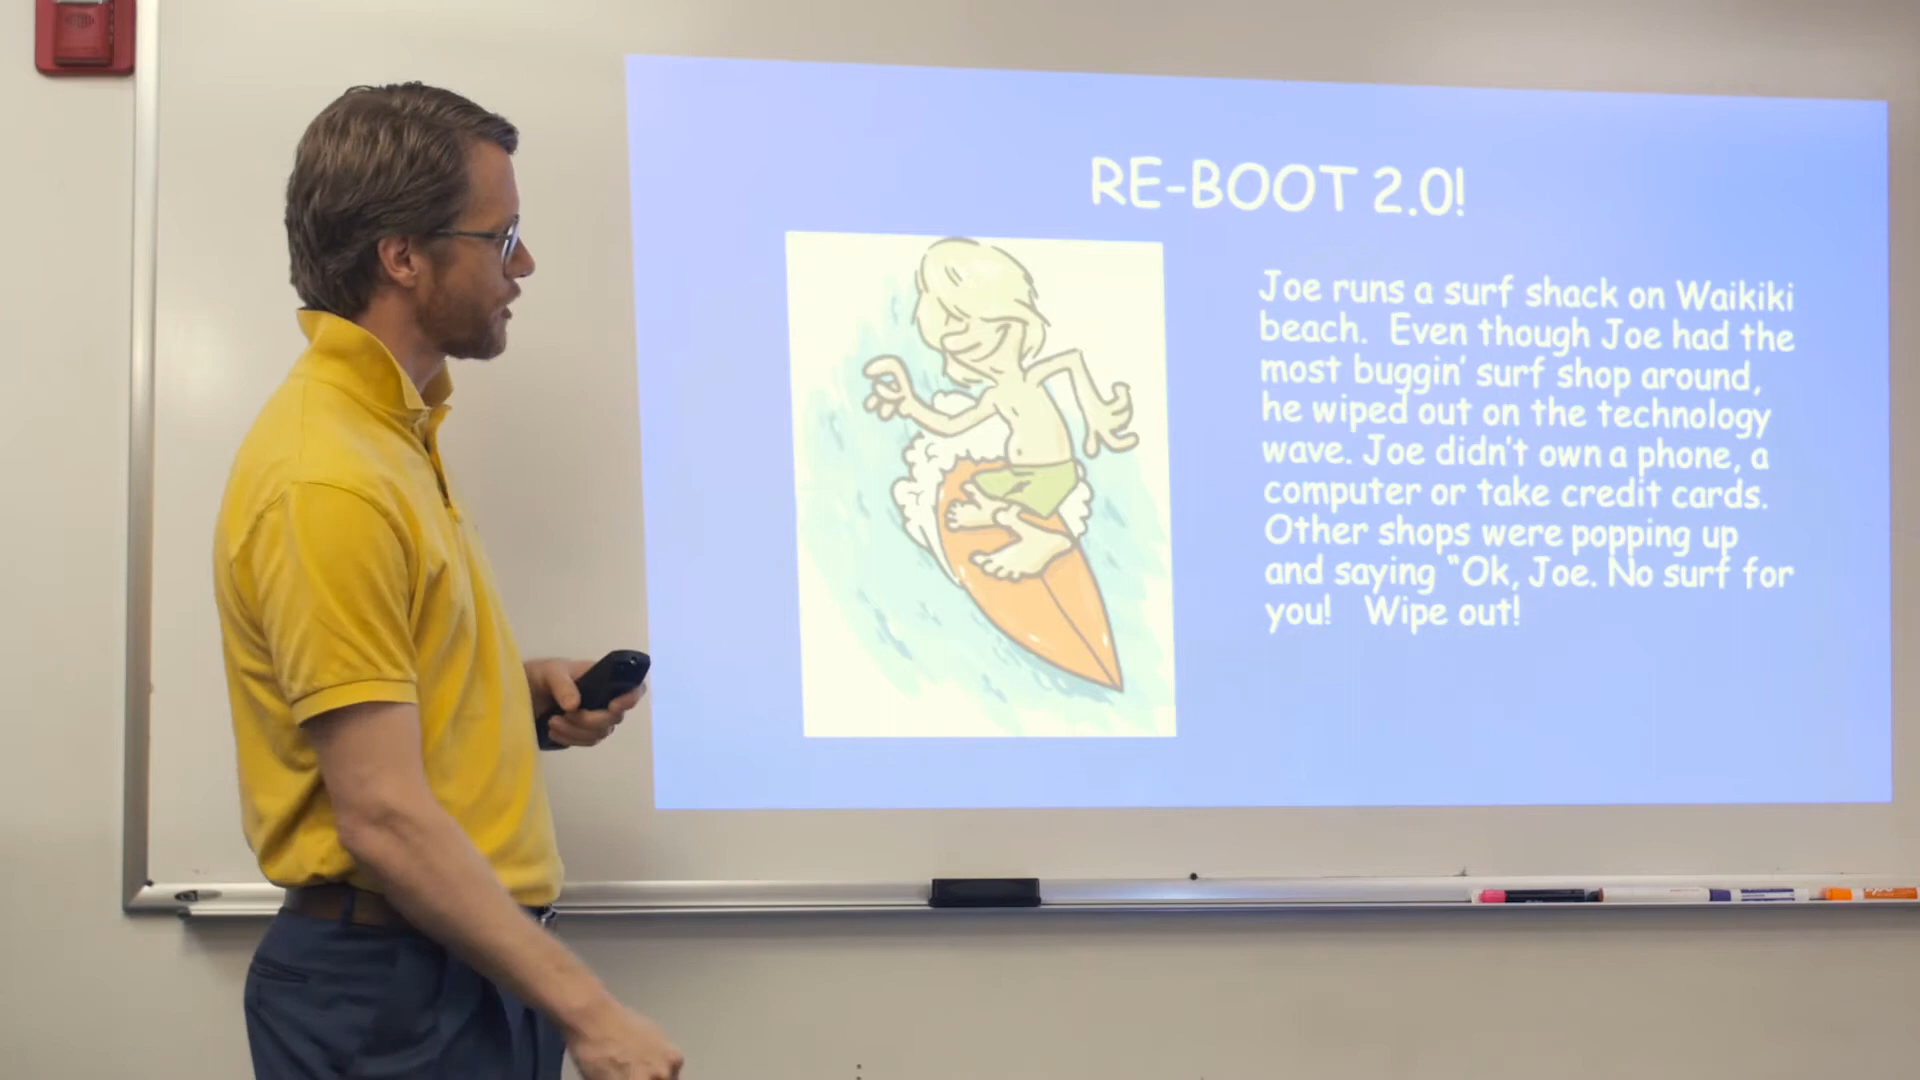 RE-BOOT 2.0!
Joe runs a surf shack on Waikiki
beach. Even though Joe had the
most buggin' surf shop around,
he wiped out on the technology
wave. Joe didn't own a phone, a
computer or take credit cards.
Other shops were popping up
and saying "Ok, Joe. No surf for
you! Wipe out!